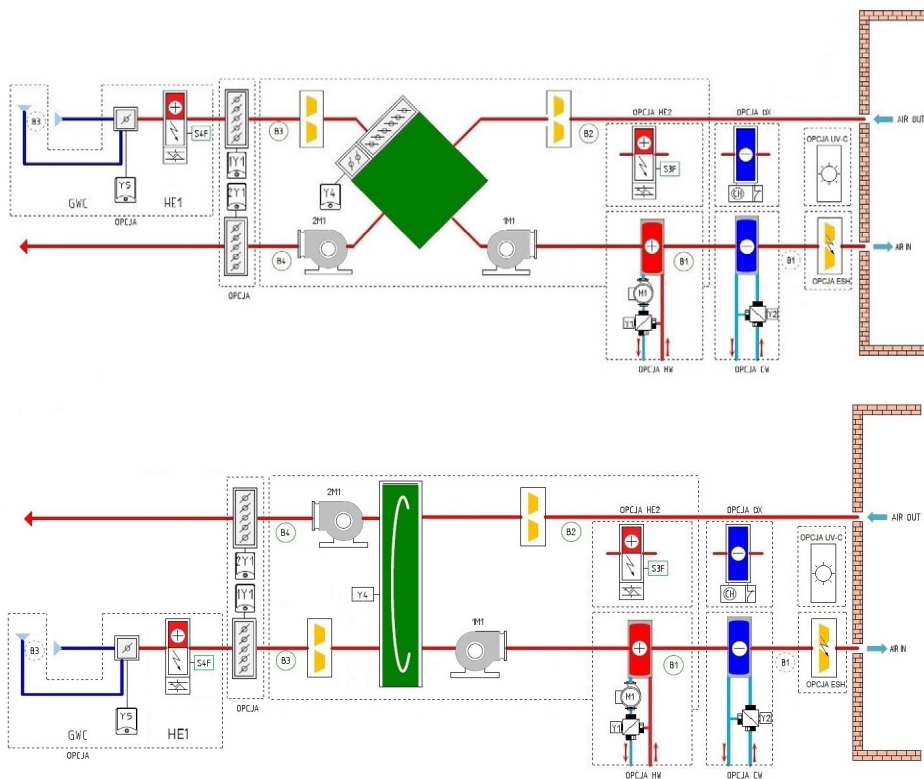 B3
S4F
Y5
GWC
HE1
OPCJA
1Y1
2Y1
B3
Y4
B2
OPCJA HE2
OPCJA DX
AIR OUT
OPCJA UV-C
S3F
CH
B4
2M1
1M1
B1
B1
AIR IN
OPCJA ESH.
OPCJA
M1
Y1
Y2
OPCJA HW
OPCJA CW
2M1
B4
B2
OPCJA HE2
OPCJA DX
AIR OUT
OPCJA UV-C
2Y1
1Y1
Y4
S3F
CH
B3
S4F
B3
1M1
B1
B1
AIR IN
OPCJA ESH.
Y5
GWC
HE1
OPCJA
OPCJA
M1
Y1
Y2
OPCJA HW
OPCJA CW